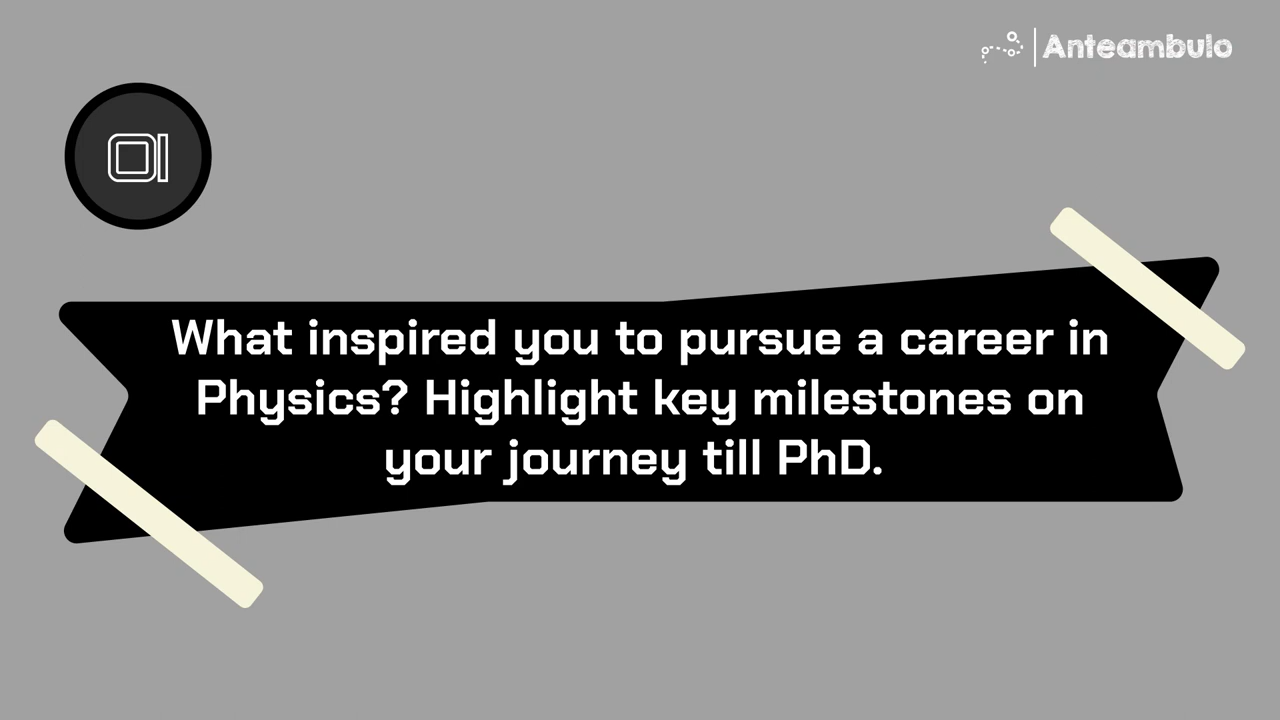 Anteambulo
01
What inspired you to pursue a career in
Physics? Highlight key milestones on
your journey till PhD.